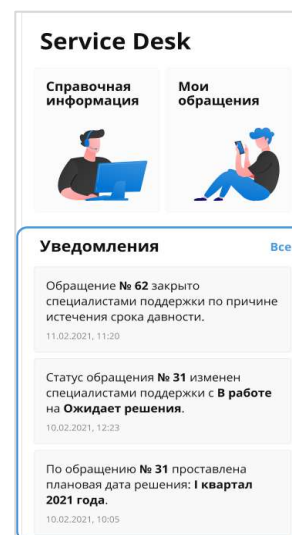 Service Desk
Справочная
информация
Мои
обращения
Уведомления
Все
Обращение № 62 закрыто
специалистами поддержки по причине
истечения срока давности.
11.02.2021, 11:20
Статус обращения № 31 изменен
специалистами поддержки с В работе
на Ожидает решения.
10.02.2021, 12:23
По обращению № 31 проставлена
плановая дата решения: I квартал
2021 года.
10.02.2021, 10:05